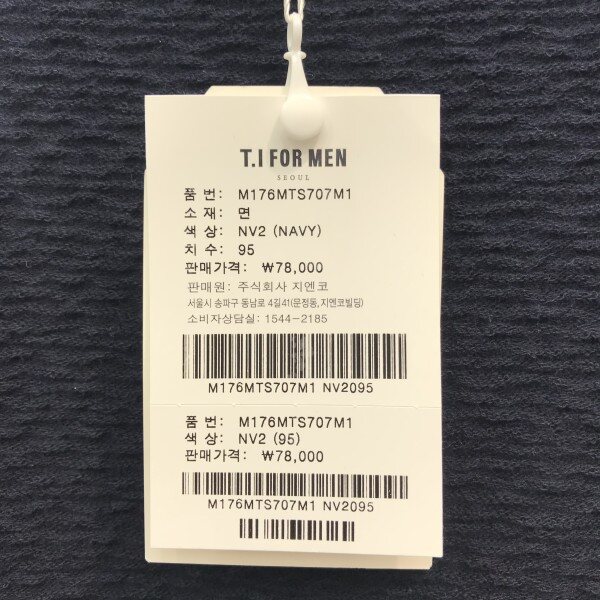 T.I FOR MEN
SEOUL
품 번: M176MTS707M1
소 재: 면
색 상: NV2 (NAVY)
치 수: 95
판매가격: ₩78,000
판매원: 주식회사 지엔코
서울시 송파구 동남로 4길41(문정동, 지엔코빌딩)
소비자상담실: 1544-2185
M176MTS707M1 NV2095
품 번: M176MTS707M1
색 상: NV2 (95)
판매가격: ₩78,000
M176MTS707M1 NV2095